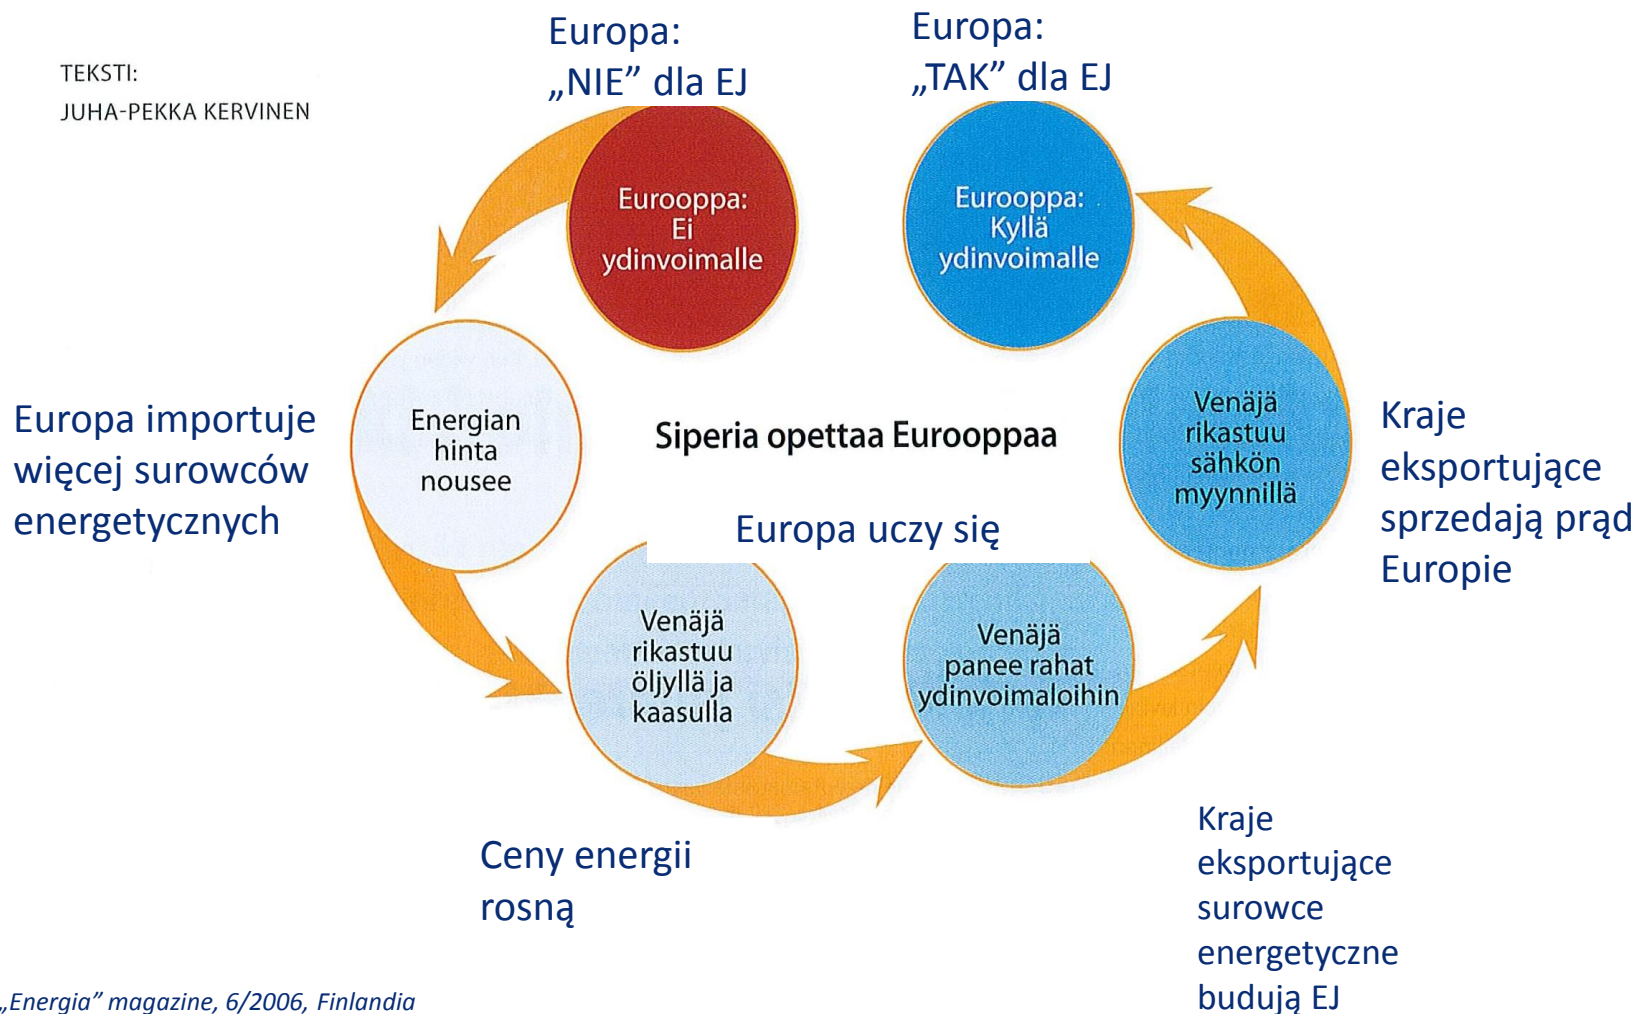 TEKSTI:
JUHA-PEKKA KERVINEN
Europa:
„NIE” dla EJ
Europa:
„TAK” dla EJ
Eurooppa:
Ei
ydinvoimalle
Eurooppa:
Kyllä
ydinvoimalle
Europa importuje
więcej surowców
energetycznych
Energian
hinta
nousee
Siperia opettaa Eurooppaa
Europa uczy się
Venäjä
rikastuu
sähkön
myynnillä
Kraje
eksportujące
sprzedają prąd
Europie
Venäjä
rikastuu
öljyllä ja
kaasulla
Venäjä
panee rahat
ydinvoimaloihin
Ceny energii
rosną
Kraje
eksportujące
surowce
energetyczne
budują EJ
„Energia” magazine, 6/2006, Finlandia